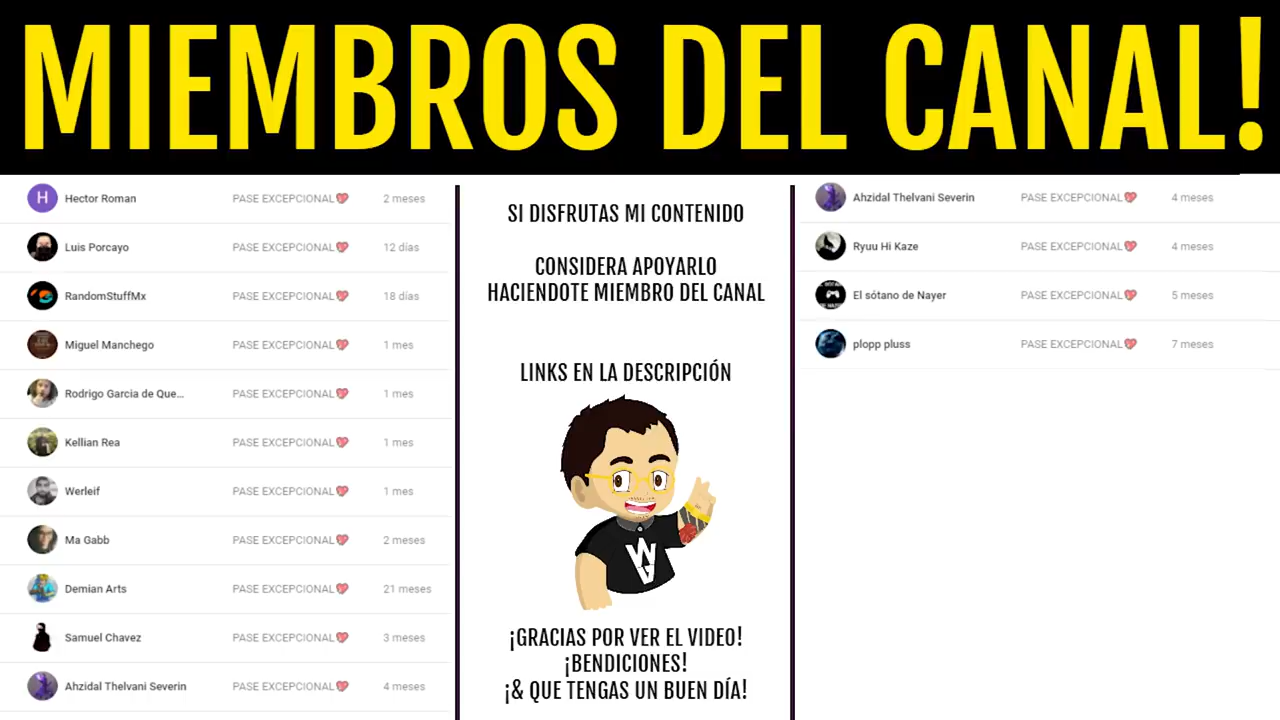 MIEMBROS DEL CANAL!
H Hector Roman PASE EXCEPCIONAL 2 meses
Luis Porcayo PASE EXCEPCIONAL 12 días
RandomStuffMx PASE EXCEPCIONAL 18 días
Miguel Manchego PASE EXCEPCIONAL 1 mes
Rodrigo Garcia de Que... PASE EXCEPCIONAL 1 mes
Kellian Rea PASE EXCEPCIONAL 1 mes
Werleif PASE EXCEPCIONAL 1 mes
Ma Gabb PASE EXCEPCIONAL 2 meses
Demian Arts PASE EXCEPCIONAL 21 meses
Samuel Chavez PASE EXCEPCIONAL 3 meses
Ahzidal Thelvani Severin PASE EXCEPCIONAL 4 meses
SI DISFRUTAS MI CONTENIDO
CONSIDERA APOYARLO
HACIENDOTE MIEMBRO DEL CANAL
LINKS EN LA DESCRIPCIÓN
¡GRACIAS POR VER EL VIDEO!
¡BENDICIONES!
¡& QUE TENGAS UN BUEN DÍA!
Ahzidal Thelvani Severin PASE EXCEPCIONAL 4 meses
Ryuu Hi Kaze PASE EXCEPCIONAL 4 meses
El sótano de Nayer PASE EXCEPCIONAL 5 meses
plopp pluss PASE EXCEPCIONAL 7 meses